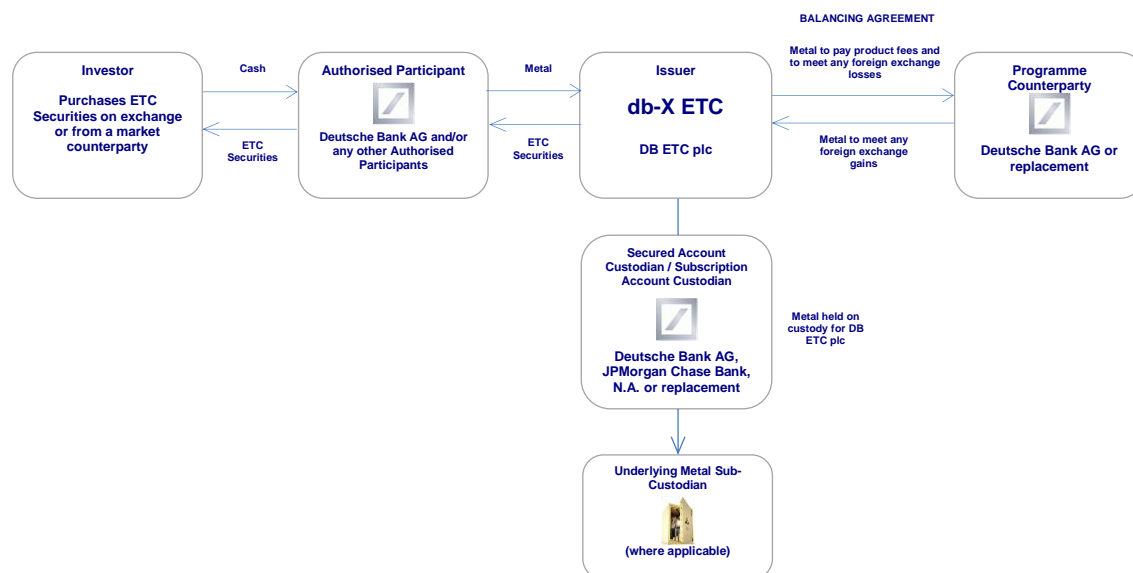 BALANCING AGREEMENT
Investor
Purchases ETC
Securities on exchange
or from a market
counterparty
Cash
ETC
Securities
Authorised Participant
Deutsche Bank AG and/or
any other Authorised
Participants
Metal
ETC
Securities
Issuer
db-X ETC
DB ETC plc
Metal to pay product fees and
to meet any foreign exchange
losses
Metal to meet any
foreign exchange
gains
Programme
Counterparty
Deutsche Bank AG or
replacement
Secured Account
Custodian / Subscription
Account Custodian
Deutsche Bank AG,
JPMorgan Chase Bank,
N.A. or replacement
Metal held on
custody for DB
ETC plc
Underlying Metal Sub-
Custodian
(where applicable)